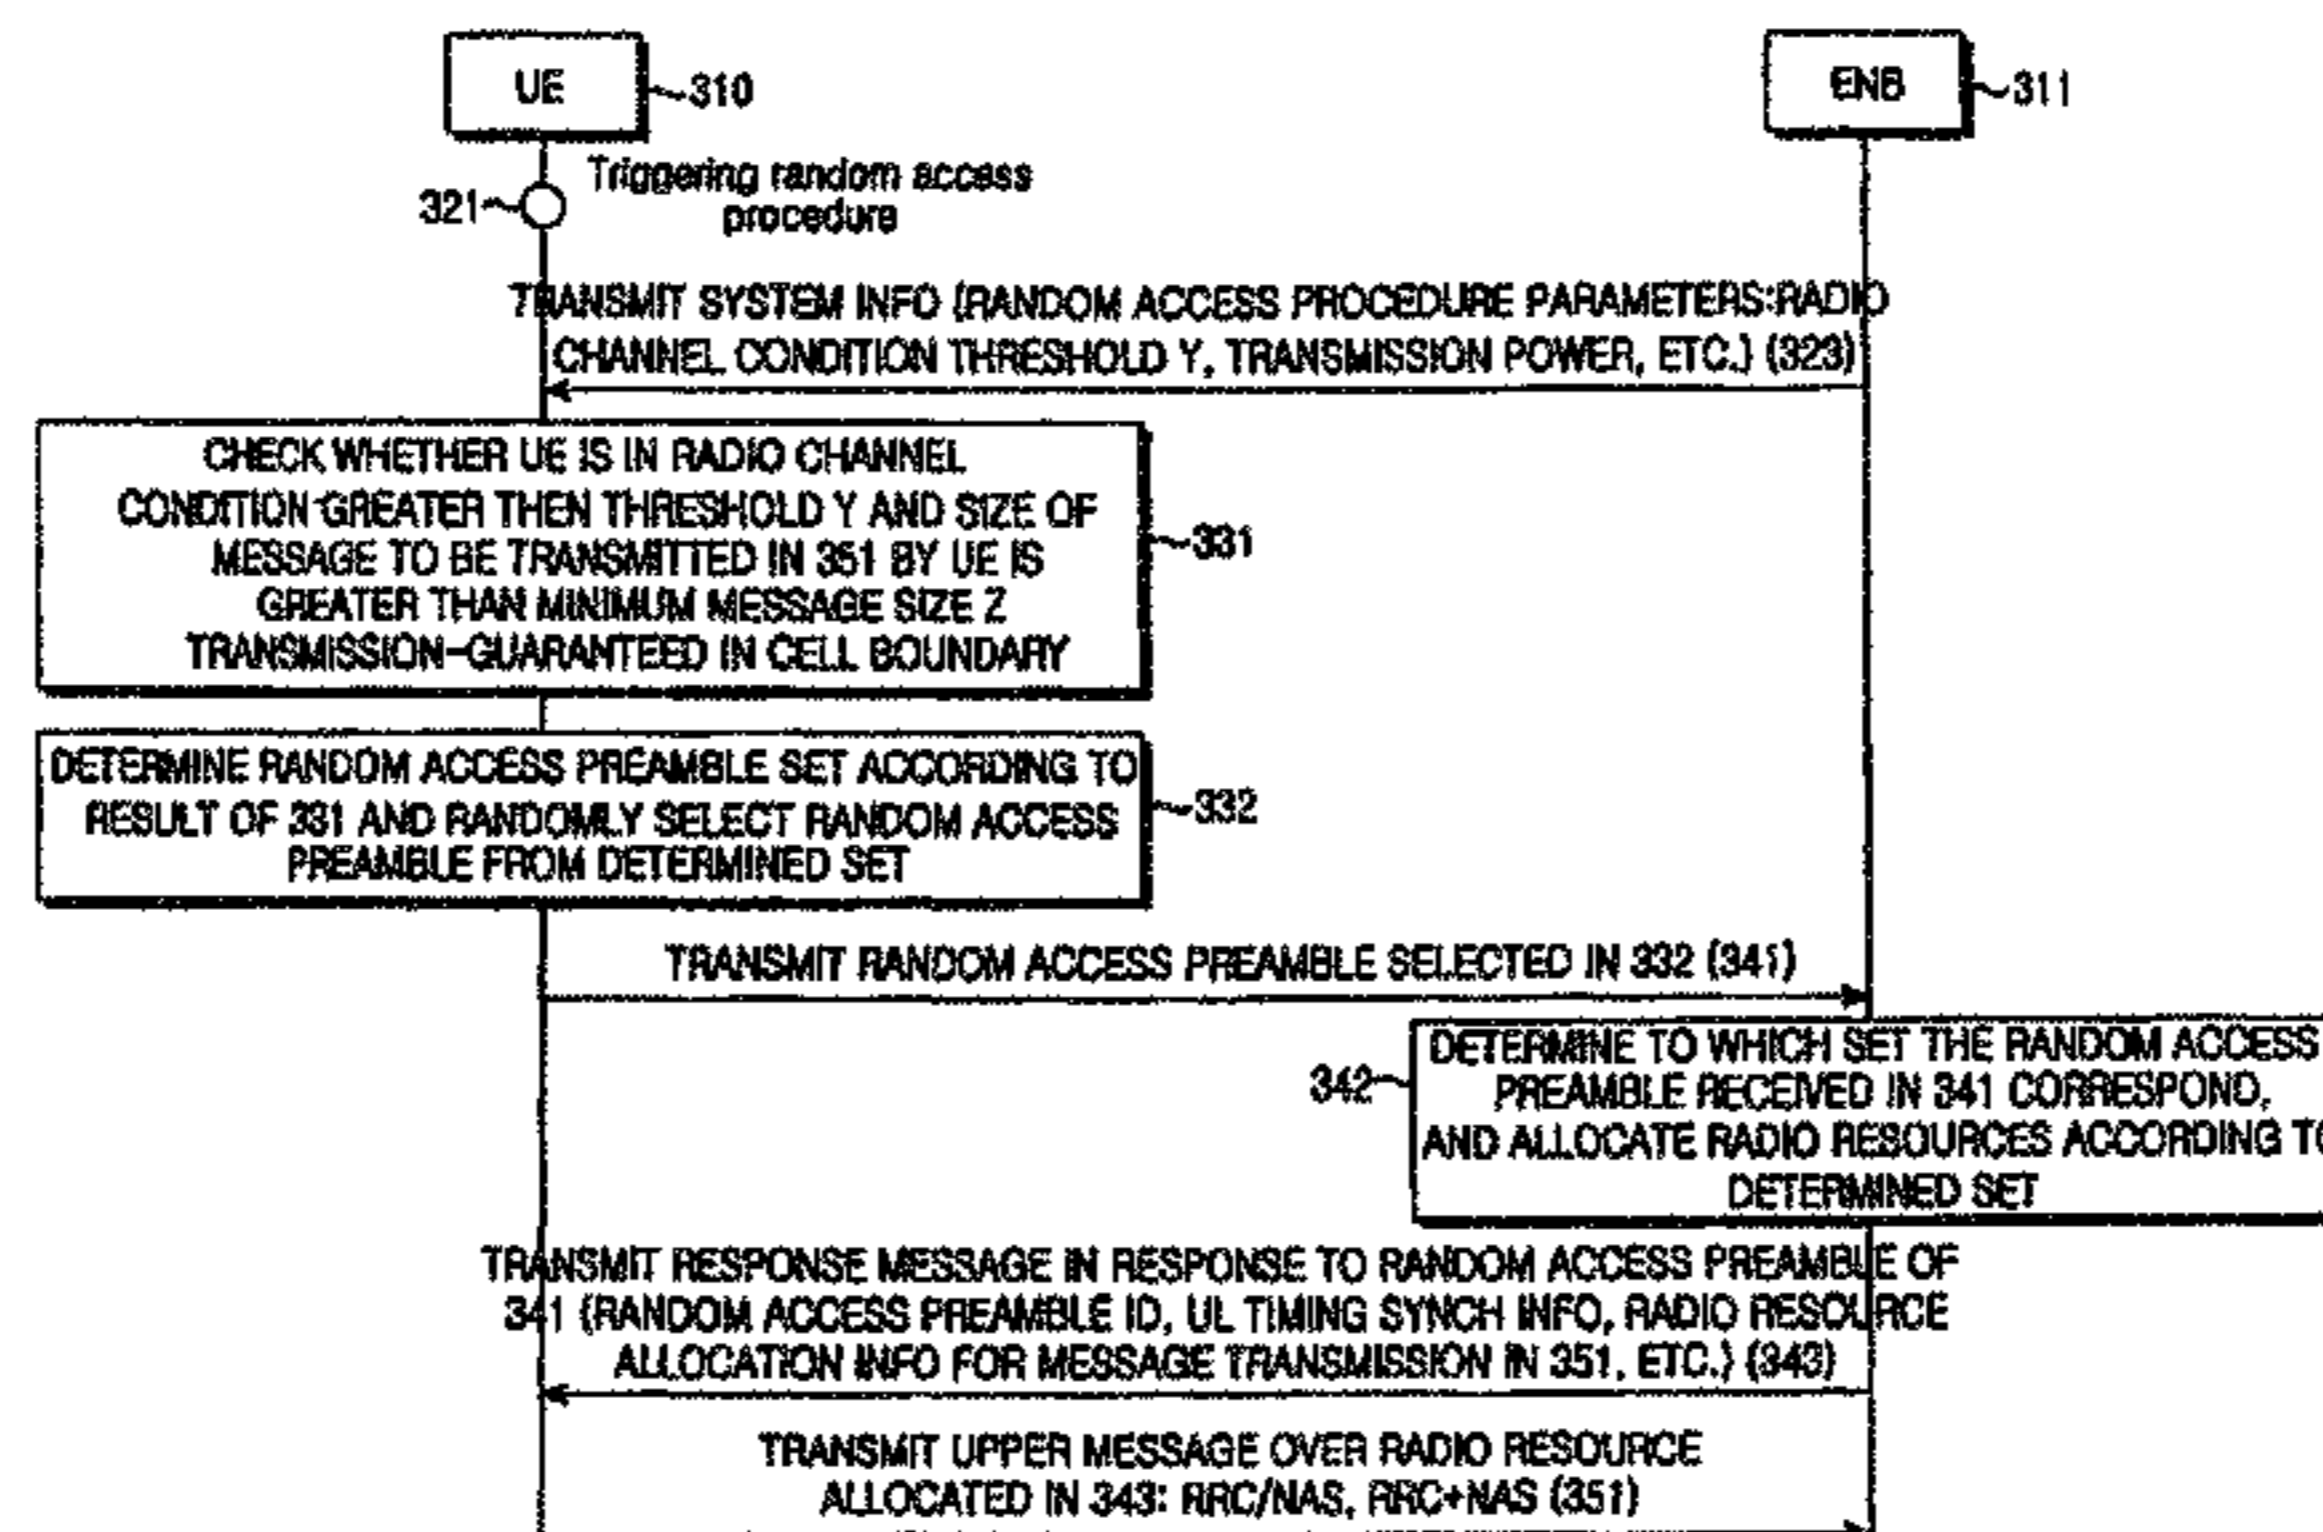 UE
310
ENB
311
Triggering random access
procedure
321
TRANSMIT SYSTEM INFO (RANDOM ACCESS PROCEDURE PARAMETERS:RADIO
CHANNEL CONDITION THRESHOLD Y, TRANSMISSION POWER, ETC.) (323)
CHECK WHETHER UE IS IN RADIO CHANNEL
CONDITION GREATER THEN THRESHOLD Y AND SIZE OF
MESSAGE TO BE TRANSMITTED IN 351 BY UE IS
GREATER THAN MINIMUM MESSAGE SIZE Z
TRANSMISSION-GUARANTEED IN CELL BOUNDARY
331
DETERMINE RANDOM ACCESS PREAMBLE SET ACCORDING TO
RESULT OF 331 AND RANDOMLY SELECT RANDOM ACCESS
PREAMBLE FROM DETERMINED SET
332
TRANSMIT RANDOM ACCESS PREAMBLE SELECTED IN 332 (341)
342
DETERMINE TO WHICH SET THE RANDOM ACCESS
PREAMBLE RECEIVED IN 341 CORRESPOND,
AND ALLOCATE RADIO RESOURCES ACCORDING TO
DETERMINED SET
TRANSMIT RESPONSE MESSAGE IN RESPONSE TO RANDOM ACCESS PREAMBLE OF
341 (RANDOM ACCESS PREAMBLE ID, UL TIMING SYNCH INFO, RADIO RESOURCE
ALLOCATION INFO FOR MESSAGE TRANSMISSION IN 351, ETC.) (343)
TRANSMIT UPPER MESSAGE OVER RADIO RESOURCE
ALLOCATED IN 343: RRC/NAS, RRC+NAS (351)